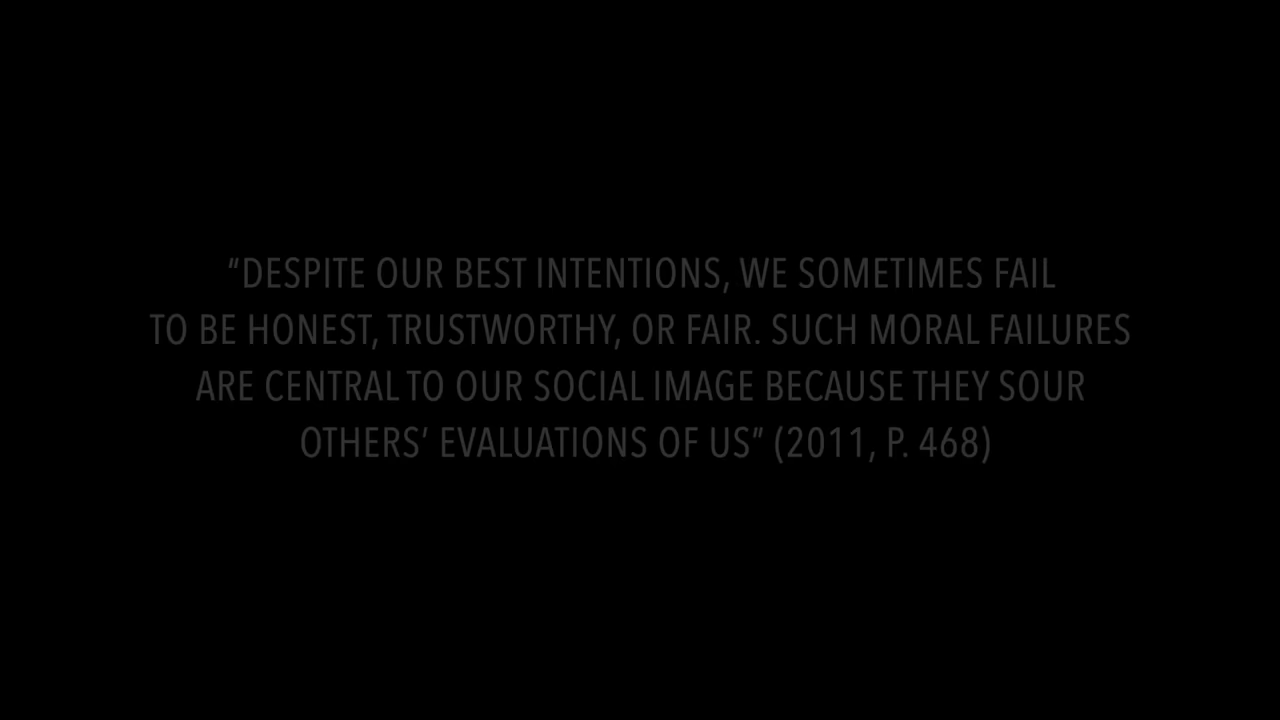 “DESPITE OUR BEST INTENTIONS, WE SOMETIMES FAIL
TO BE HONEST, TRUSTWORTHY, OR FAIR. SUCH MORAL FAILURES
ARE CENTRAL TO OUR SOCIAL IMAGE BECAUSE THEY SOUR
OTHERS’ EVALUATIONS OF US” (2011, P. 468)